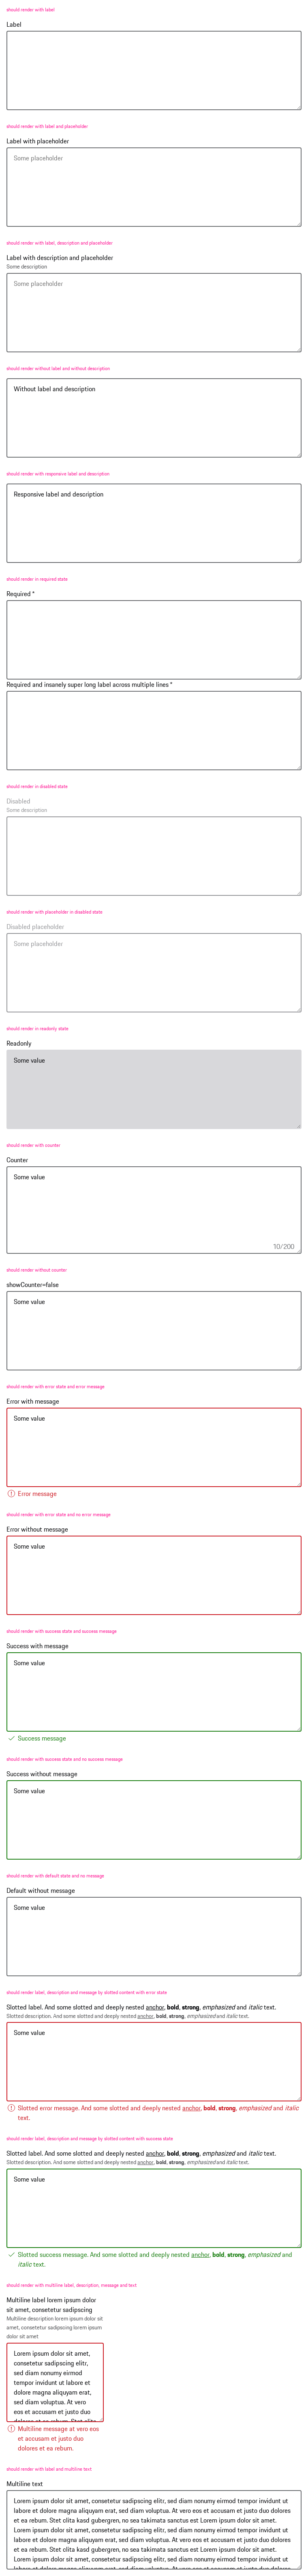 should render with label
Label
should render with label and placeholder
Label with placeholder
Some placeholder
should render with label, description and placeholder
Label with description and placeholder
Some description
Some placeholder
should render without label and without description
Without label and description
should render with responsive label and description
Responsive label and description
should render in required state
Required *
Required and insanely super long label across multiple lines *
should render in disabled state
Disabled
Some description
should render with placeholder in disabled state
Disabled placeholder
Some placeholder
should render in readonly state
Readonly
Some value
should render with counter
Counter
Some value
10/200
should render without counter
showCounter=false
Some value
should render with error state and error message
Error with message
Some value
Error message
should render with error state and no error message
Error without message
Some value
should render with success state and success message
Success with message
Some value
Success message
should render with success state and no success message
Success without message
Some value
should render with default state and no message
Default without message
Some value
should render label, description and message by slotted content with error state
Slotted label. And some slotted and deeply nested anchor, bold, strong, emphasized and italic text.
Slotted description. And some slotted and deeply nested anchor, bold, strong, emphasized and italic text.
Some value
Slotted error message. And some slotted and deeply nested anchor, bold, strong, emphasized and italic
text.
should render label, description and message by slotted content with success state
Slotted label. And some slotted and deeply nested anchor, bold, strong, emphasized and italic text.
Slotted description. And some slotted and deeply nested anchor, bold, strong, emphasized and italic text.
Some value
Slotted success message. And some slotted and deeply nested anchor, bold, strong, emphasized and
italic text.
should render with multiline label, description, message and text
Multiline label lorem ipsum dolor
sit amet, consetetur sadipscing
Multiline description lorem ipsum dolor sit
amet, consetetur sadipscing lorem ipsum
dolor sit amet
Lorem ipsum dolor sit amet,
consetetur sadipscing elitr,
sed diam nonumy eirmod
tempor invidunt ut labore et
dolore magna aliquyam erat,
sed diam voluptua. At vero
eos et accusam et justo duo
dolores et ea rebum. Stet clita
Multiline message at vero eos
et accusam et justo duo
dolores et ea rebum.
should render with label and multiline text
Multiline text
Lorem ipsum dolor sit amet, consetetur sadipscing elitr, sed diam nonumy eirmod tempor invidunt ut
labore et dolore magna aliquyam erat, sed diam voluptua. At vero eos et accusam et justo duo dolores
et ea rebum. Stet clita kasd gubergren, no sea takimata sanctus est Lorem ipsum dolor sit amet.
Lorem ipsum dolor sit amet, consetetur sadipscing elitr, sed diam nonumy eirmod tempor invidunt ut
labore et dolore magna aliquyam erat, sed diam voluptua. At vero eos et accusam et justo duo dolores
et ea rebum. Stet clita kasd gubergren, no sea takimata sanctus est Lorem ipsum dolor sit amet.
Lorem ipsum dolor sit amet, consetetur sadipscing elitr, sed diam nonumy eirmod tempor invidunt ut
labore et dolore magna aliquyam erat, sed diam voluptua. At vero eos et accusam et justo duo dolores